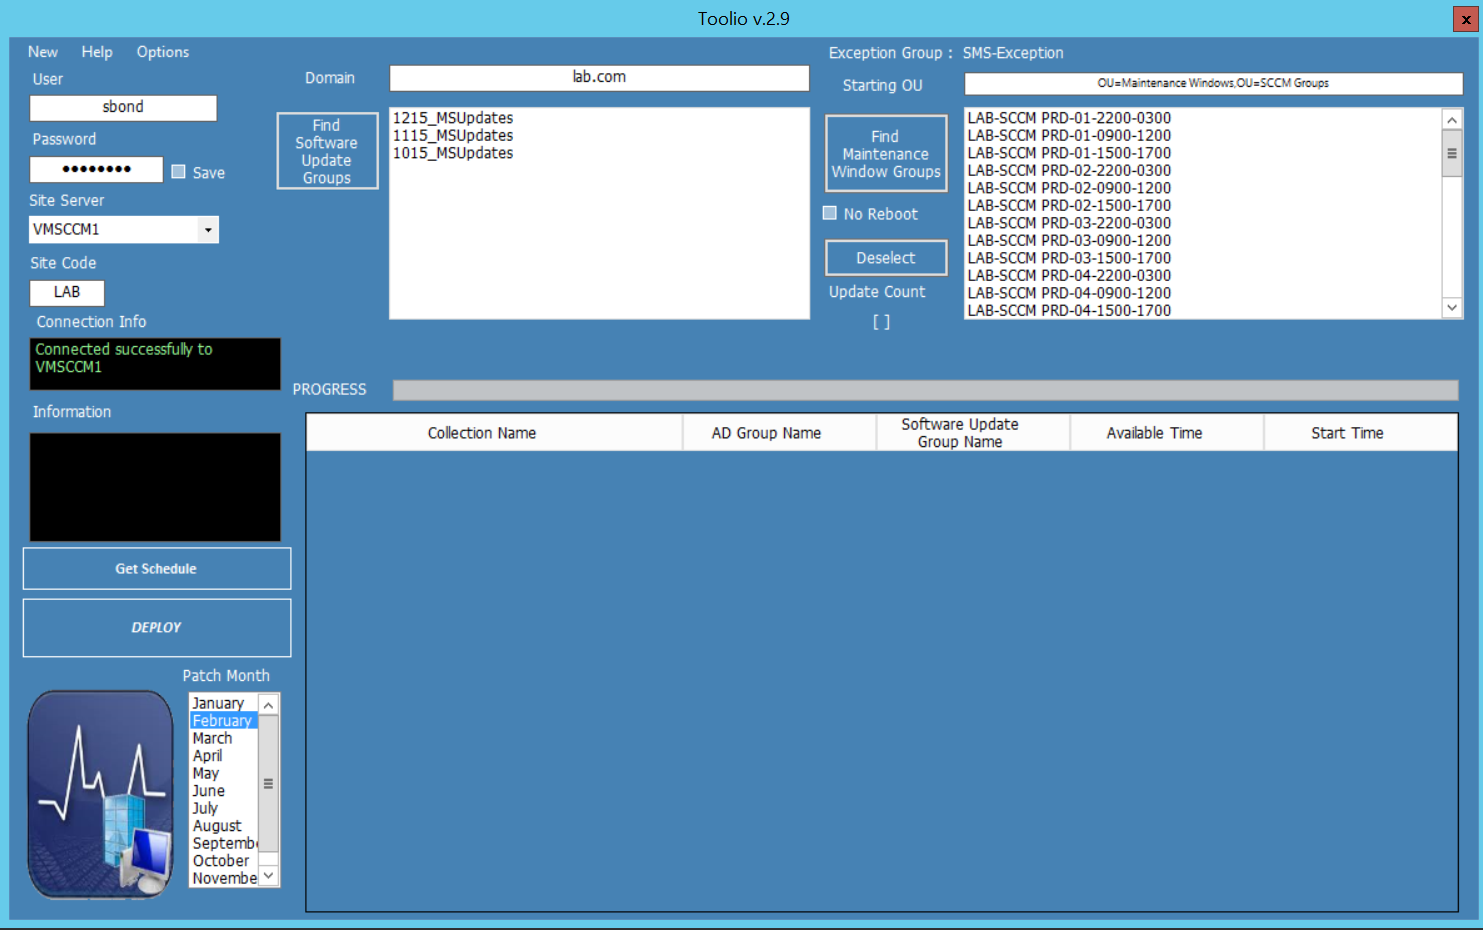 Toolio v.2.9
x
New Help Options
User
sbond
Password
●●●●●●●●
Save
Site Server
VMSCCM1
Site Code
LAB
Connection Info
Connected successfully to
VMSCCM1
Information
Get Schedule
DEPLOY
Patch Month
January
February
March
April
May
June
July
August
Septembe
October
Novembe
Domain
lab.com
Find
Software
Update
Groups
1215_MSUpdates
1115_MSUpdates
1015_MSUpdates
Exception Group : SMS-Exception
Starting OU
OU=Maintenance Windows,OU=SCCM Groups
Find
Maintenance
Window Groups
No Reboot
Deselect
Update Count
[ ]
LAB-SCCM PRD-01-2200-0300
LAB-SCCM PRD-01-0900-1200
LAB-SCCM PRD-01-1500-1700
LAB-SCCM PRD-02-2200-0300
LAB-SCCM PRD-02-0900-1200
LAB-SCCM PRD-02-1500-1700
LAB-SCCM PRD-03-2200-0300
LAB-SCCM PRD-03-0900-1200
LAB-SCCM PRD-03-1500-1700
LAB-SCCM PRD-04-2200-0300
LAB-SCCM PRD-04-0900-1200
LAB-SCCM PRD-04-1500-1700
PROGRESS
Collection Name
AD Group Name
Software Update
Group Name
Available Time
Start Time